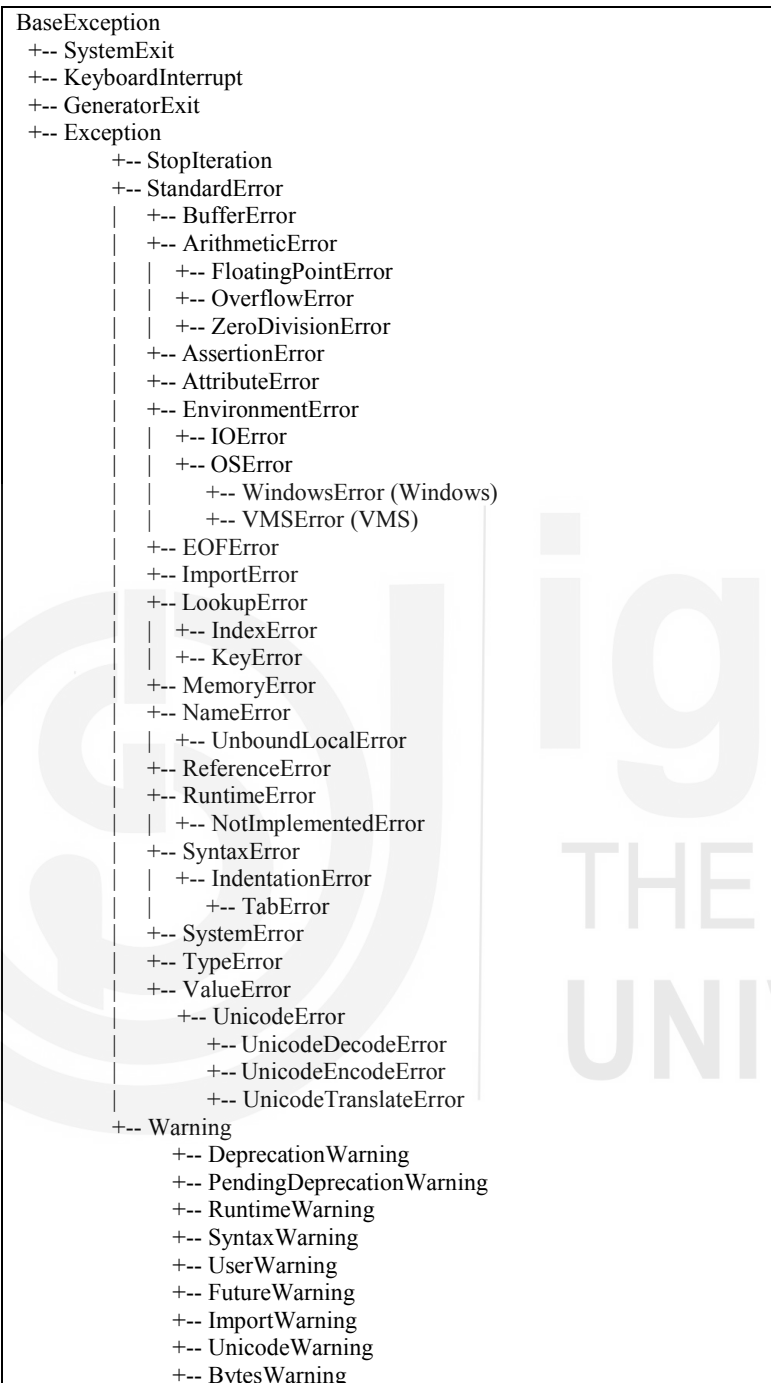 BaseException
 +-- SystemExit
 +-- KeyboardInterrupt
 +-- GeneratorExit
 +-- Exception
      +-- StopIteration
      +-- StandardError
      |    +-- BufferError
      |    +-- ArithmeticError
      |    |    +-- FloatingPointError
      |    |    +-- OverflowError
      |    |    +-- ZeroDivisionError
      |    +-- AssertionError
      |    +-- AttributeError
      |    +-- EnvironmentError
      |    |    +-- IOError
      |    |    +-- OSError
      |    |         +-- WindowsError (Windows)
      |    |         +-- VMSError (VMS)
      |    +-- EOFError
      |    +-- ImportError
      |    +-- LookupError
      |    |    +-- IndexError
      |    |    +-- KeyError
      |    +-- MemoryError
      |    +-- NameError
      |    |    +-- UnboundLocalError
      |    +-- ReferenceError
      |    +-- RuntimeError
      |    |    +-- NotImplementedError
      |    +-- SyntaxError
      |    |    +-- IndentationError
      |    |         +-- TabError
      |    +-- SystemError
      |    +-- TypeError
      |    +-- ValueError
      |         +-- UnicodeError
      |              +-- UnicodeDecodeError
      |              +-- UnicodeEncodeError
      |              +-- UnicodeTranslateError
      +-- Warning
           +-- DeprecationWarning
           +-- PendingDeprecationWarning
           +-- RuntimeWarning
           +-- SyntaxWarning
           +-- UserWarning
           +-- FutureWarning
           +-- ImportWarning
           +-- UnicodeWarning
           +-- BytesWarning
ig
THE
UNI